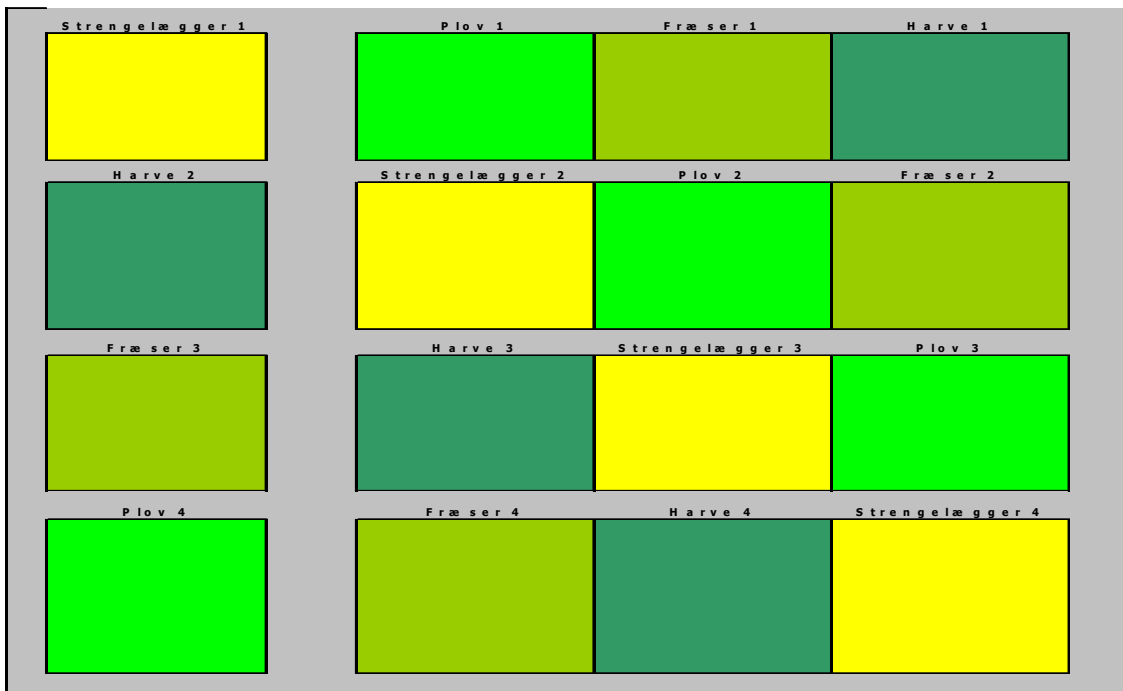 Strengelægger 1
Plov 1
Fræser 1
Harve 1
Harve 2
Strengelægger 2
Plov 2
Fræser 2
Fræser 3
Harve 3
Strengelægger 3
Plov 3
Plov 4
Fræser 4
Harve 4
Strengelægger 4